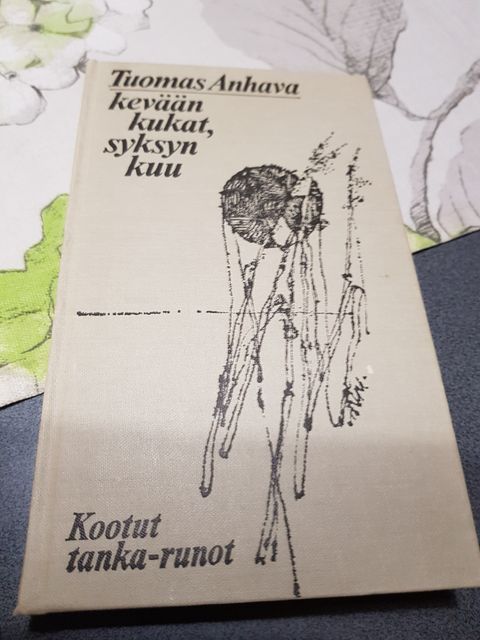 Tuomas Anhava
kevään
kukat,
syksyn
kuu
Kootut
tanka-runot